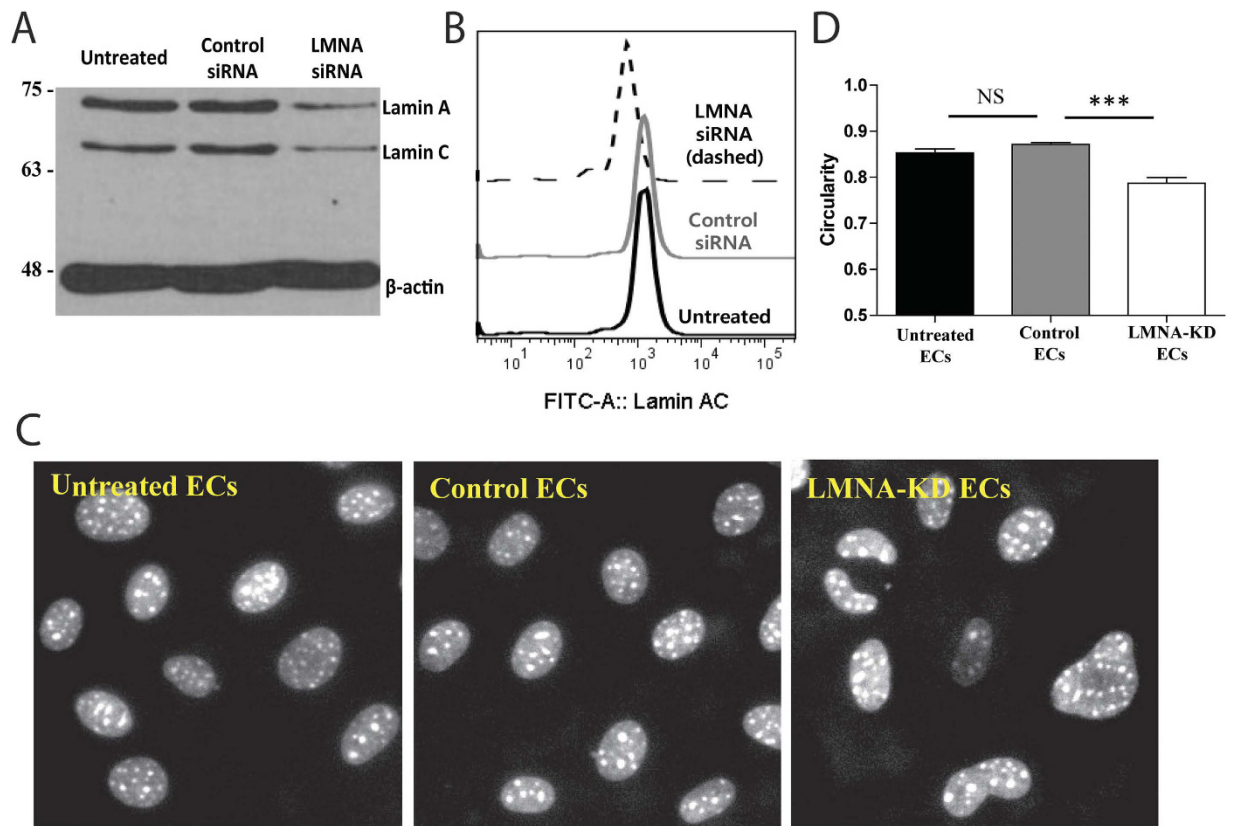 A
Untreated
Control
siRNA
LMNA
siRNA
75 -
63 -
48 -
Lamin A
Lamin C
β-actin
B
LMNA
siRNA
(dashed)
Control
siRNA
Untreated
10^1 10^2 10^3 10^4 10^5
FITC-A:: Lamin AC
D
Circularity
1.0
0.9
0.8
0.7
0.6
0.5
NS
***
Untreated
ECs
Control
ECs
LMNA-KD
ECs
C
Untreated ECs
Control ECs
LMNA-KD ECs